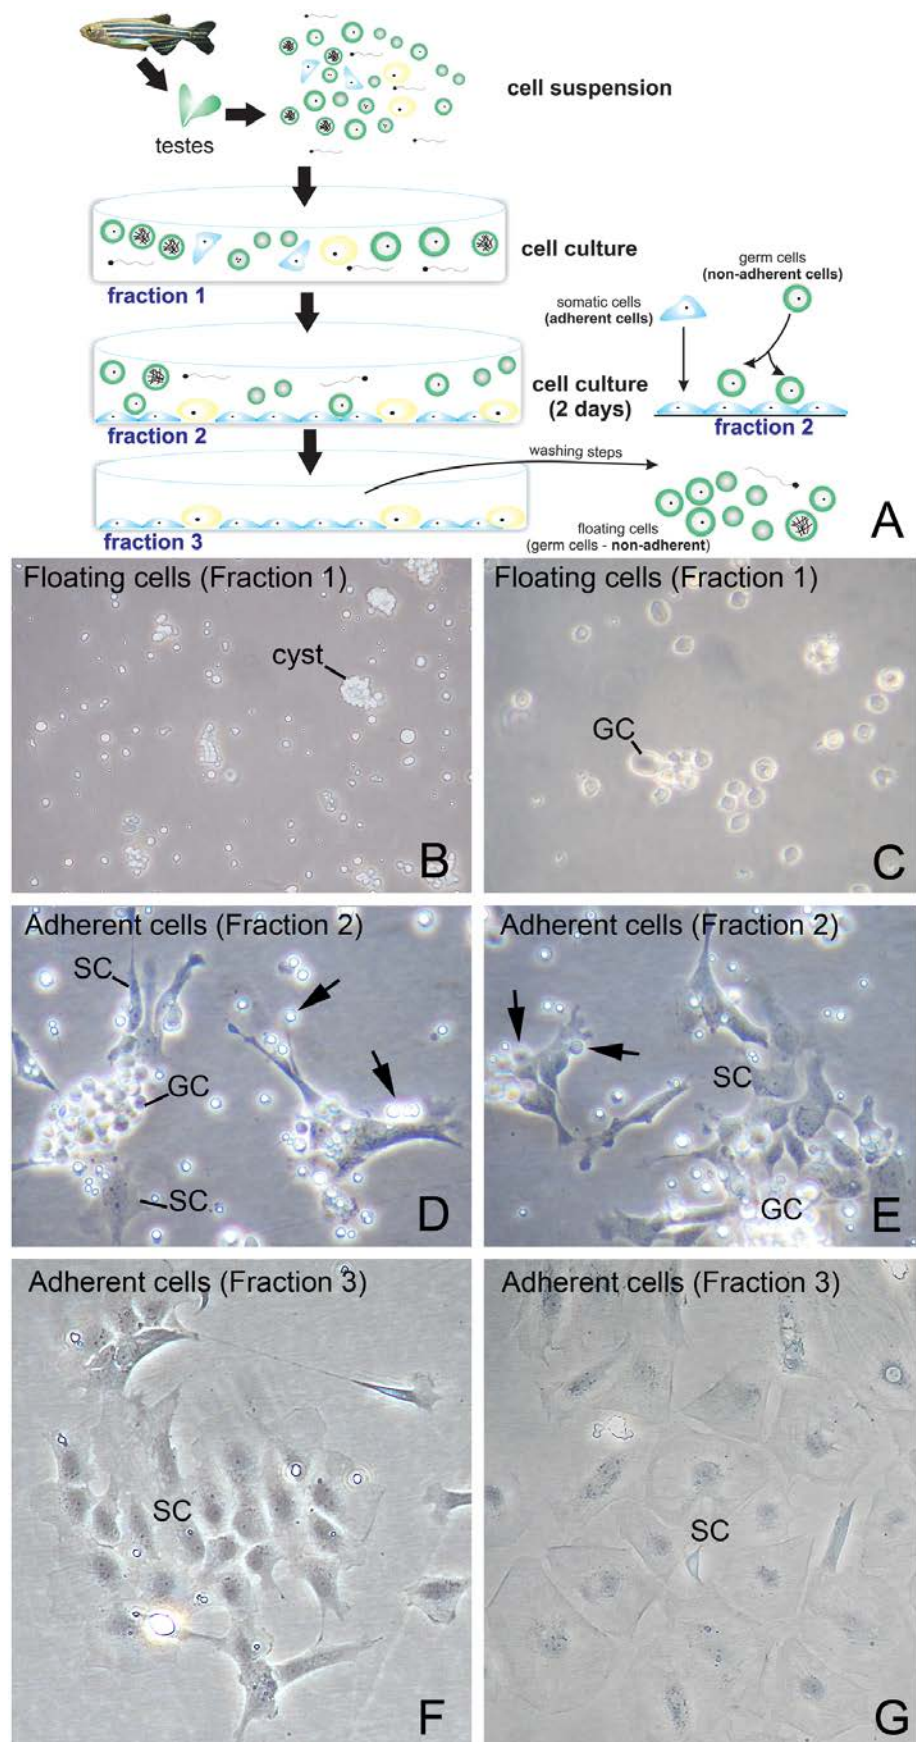 cell suspension
testes
cell culture
fraction 1
germ cells
(non-adherent cells)
somatic cells
(adherent cells)
cell culture
(2 days)
fraction 2
fraction 2
washing steps
floating cells
(germ cells - non-adherent)
fraction 3
A
Floating cells (Fraction 1)
cyst
B
Floating cells (Fraction 1)
GC
C
Adherent cells (Fraction 2)
SC
GC
SC
D
Adherent cells (Fraction 2)
SC
GC
E
Adherent cells (Fraction 3)
SC
F
Adherent cells (Fraction 3)
SC
G